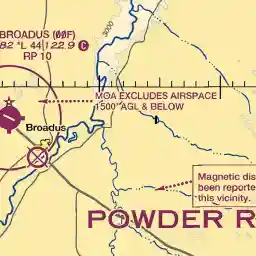 BROADUS (00F)
82 *L 44 122.9 C
RP 10
3000
MOA EXCLUDES AIRSPACE
1500' AGL & BELOW
Broadus
Magnetic dis
been reporte
this vicinity.
POWDER R